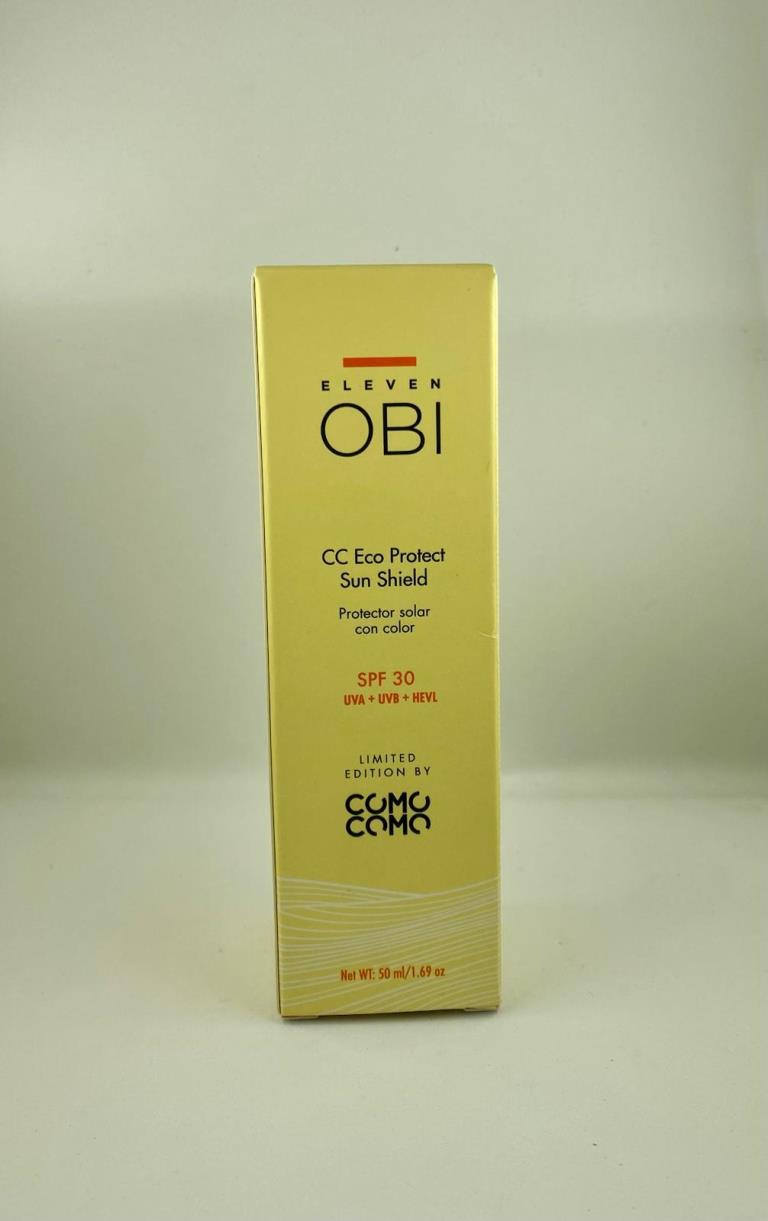 ELEVEN
OBI
CC Eco Protect
Sun Shield
Protector solar
con color
SPF 30
UVA + UVB + HEVL
LIMITED
EDITION BY
COMO
COMO
Net WT: 50 ml/1.69 oz